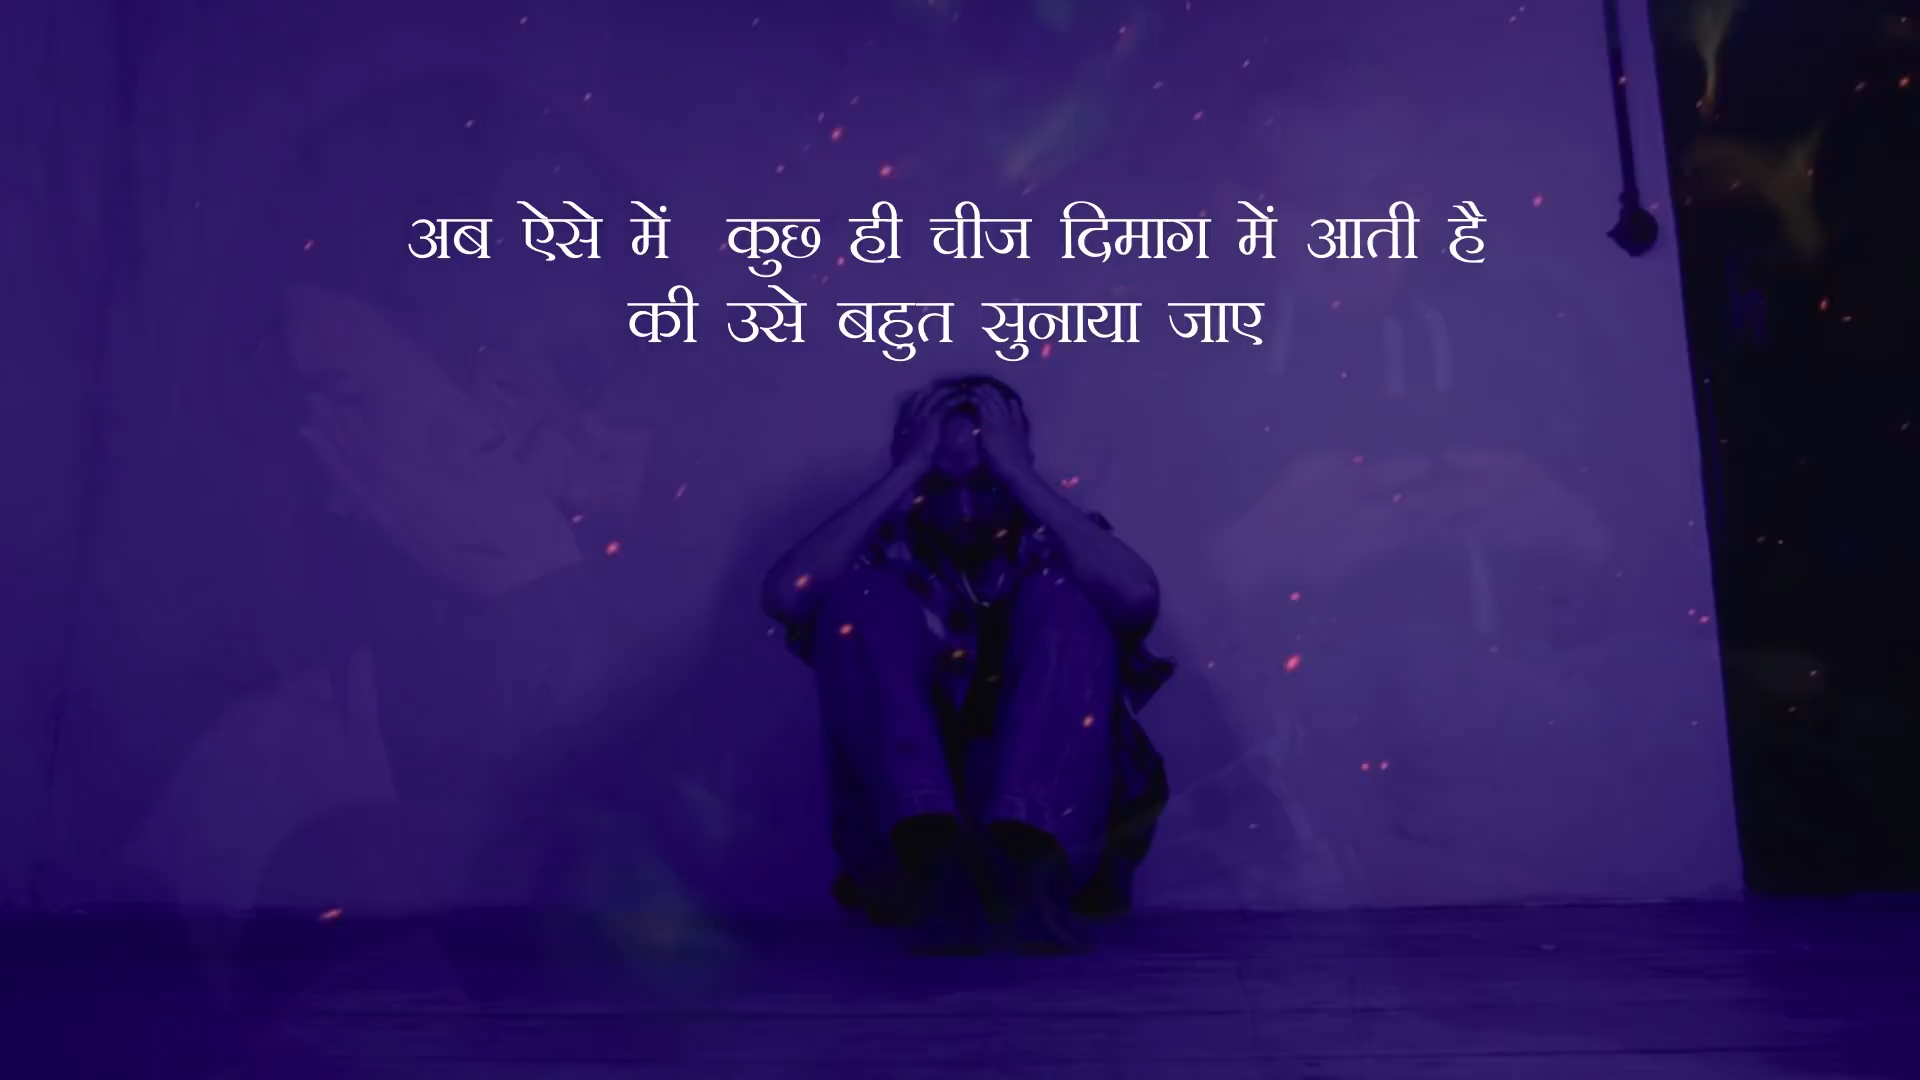 अब ऐसे में कुछ ही चीज दिमाग में आती है
की उसे बहुत सुनाया जाए